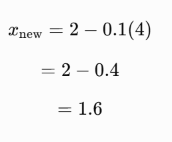 x_new = 2 − 0.1(4)
= 2 − 0.4
= 1.6